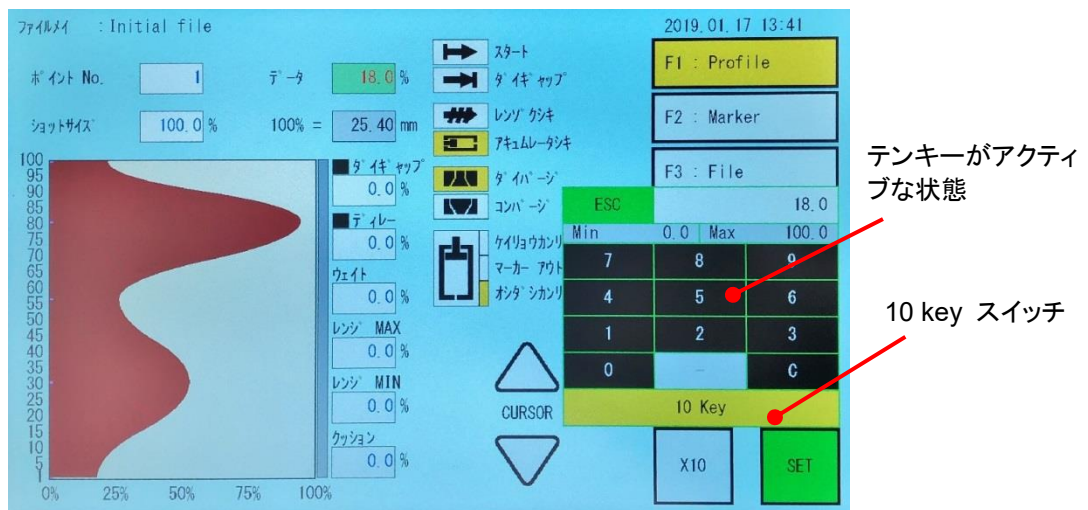 ファイルメイ :Initial file
2019.01.17 13:41
ポイント No. 1 データ 18.0 %
ショットサイズ 100.0 % 100% = 25.40 mm
スタート
ダイギャップ
レンゾクシキ
アキュムレータシキ
ダイバージ
コンバージ
ケイリョウカンリ
マーカー アウト
オシダシカンリ
F1 : Profile
F2 : Marker
F3 : File
100
95
90
85
80
75
70
65
60
55
50
45
40
35
30
25
20
15
10
5
1
0% 25% 50% 75% 100%
ダイギャップ
0.0 %
ディレー
0.0 %
ウェイト
0.0 %
レンジ MAX
0.0 %
レンジ MIN
0.0 %
クッション
0.0 %
CURSOR
ESC 18.0
Min 0.0 Max 100.0
7 8 9
4 5 6
1 2 3
0 - C
10 Key
X10 SET
テンキーがアクティ
ブな状態
10 key スイッチ